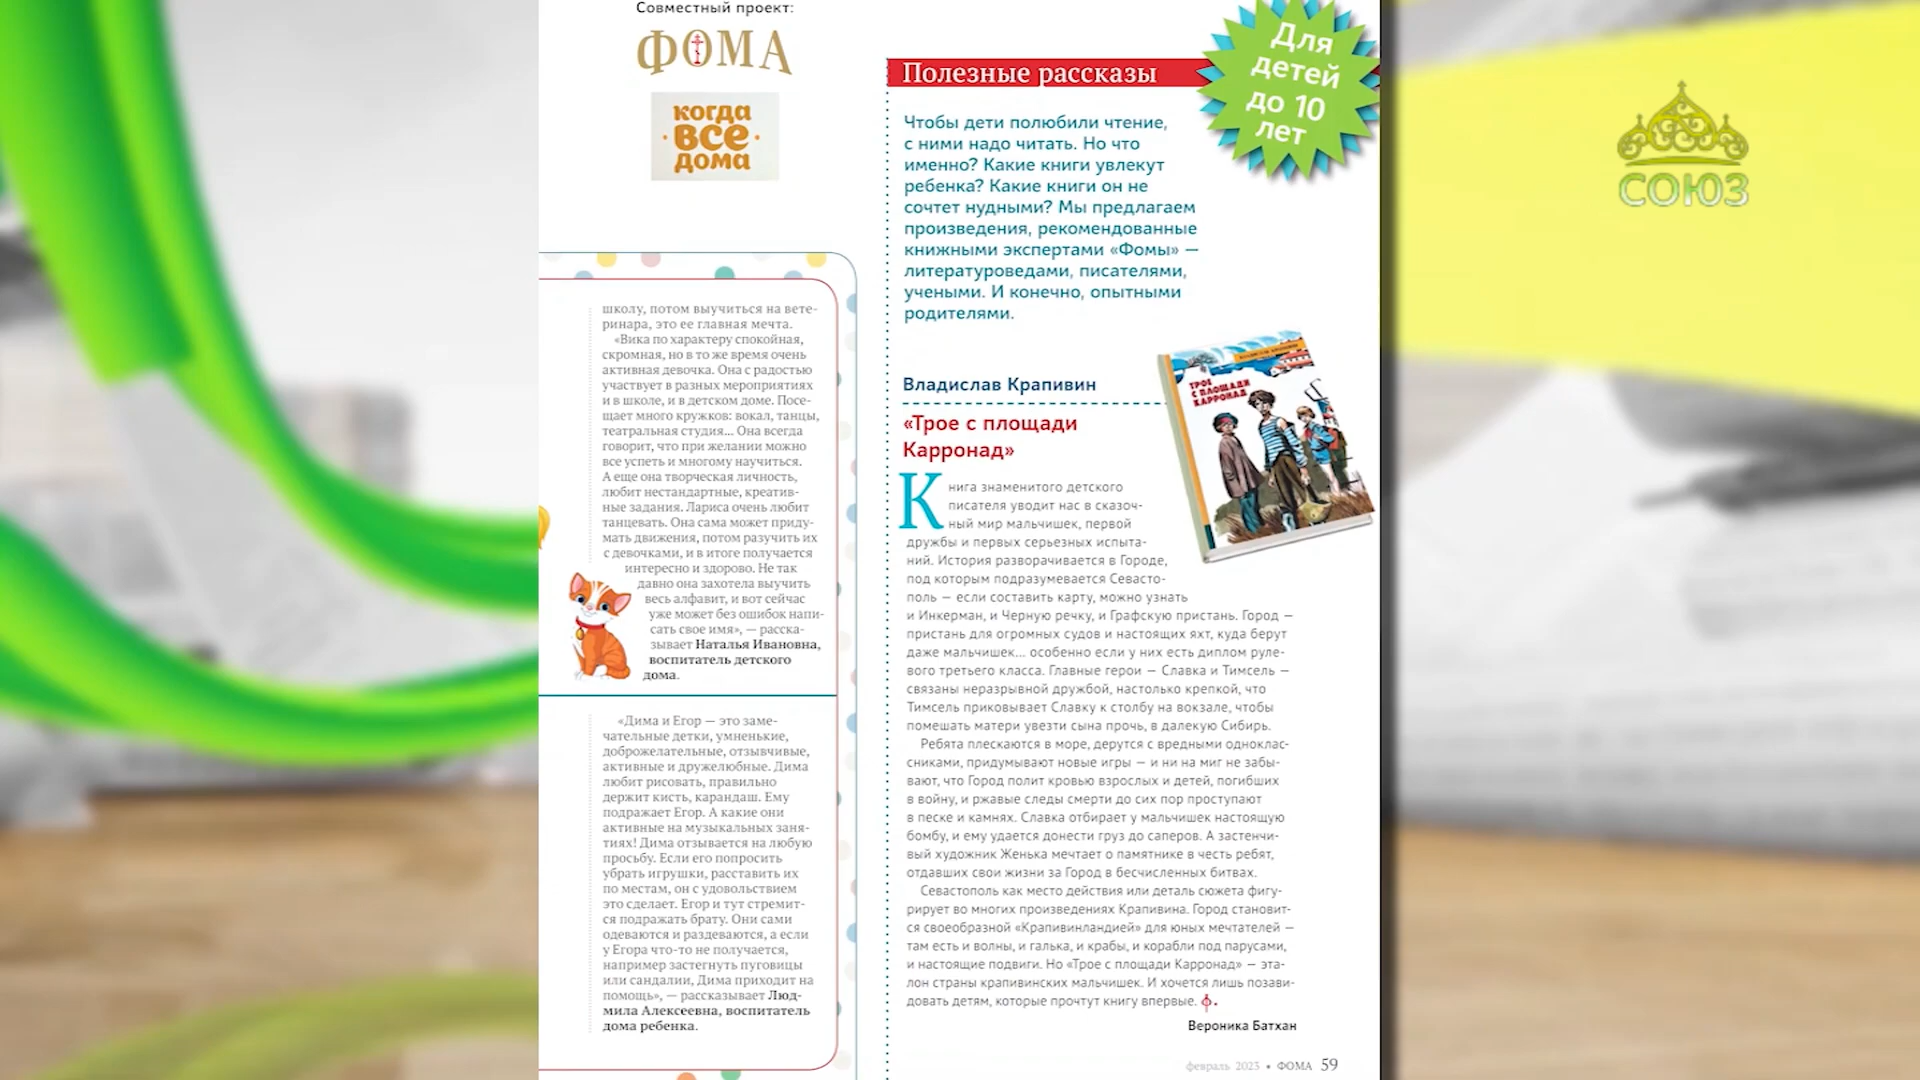 Совместный проект:
ФОМА
когда
все
дома
школу, потом выучиться на вете-
ринара, это ее главная мечта.
«Вика по характеру спокойная,
скромная, но в то же время очень
активная девочка. Она с радостью
участвует в разных мероприятиях
и в школе, и в детском доме. Посе-
щает много кружков: вокал, танцы,
театральная студия... Она всегда
говорит, что при желании можно
все успеть и многому научиться.
А еще она творческая личность,
любит нестандартные, креатив-
ные задания. Лариса очень любит
танцевать. Она сама может приду-
мать движения, потом разучить их
с девочками, и в итоге получается
интересно и здорово. Не так
давно она захотела выучить
весь алфавит, и вот сейчас
уже может без ошибок напи-
сать свое имя», — расска-
зывает Наталья Ивановна,
воспитатель детского
дома.
«Дима и Егор — это заме-
чательные детки, умненькие,
доброжелательные, отзывчивые,
активные и дружелюбные. Дима
любит рисовать, правильно
держит кисть, карандаш. Ему
подражает Егор. А какие они
активные на музыкальных заня-
тиях! Дима отзывается на любую
просьбу. Если его попросить
убрать игрушки, расставить их
по местам, он с удовольствием
это сделает. Егор и тут стремит-
ся подражать брату. Они сами
одеваются и раздеваются, а если
у Егора что-то не получается,
например застегнуть пуговицы
или сандалии, Дима приходит на
помощь», — рассказывает Люд-
мила Алексеевна, воспитатель
дома ребенка.
Полезные рассказы
Для
детей
до 10
лет
Чтобы дети полюбили чтение,
с ними надо читать. Но что
именно? Какие книги увлекут
ребенка? Какие книги он не
сочтет нудными? Мы предлагаем
произведения, рекомендованные
книжными экспертами «Фомы» —
литературоведами, писателями,
учеными. И конечно, опытными
родителями.
Владислав Крапивин
«Трое с площади
Карронад»
ВЛАДИСЛАВ КРАПИВИН
ТРОЕ
С ПЛОЩАДИ
КАРРОНАД
Книга знаменитого детского
писателя уводит нас в сказоч-
ный мир мальчишек, первой
дружбы и первых серьезных испыта-
ний. История разворачивается в Городе,
под которым подразумевается Севасто-
поль — если составить карту, можно узнать
и Инкерман, и Черную речку, и Графскую пристань. Город —
пристань для огромных судов и настоящих яхт, куда берут
даже мальчишек... особенно если у них есть диплом руле-
вого третьего класса. Главные герои — Славка и Тимсель —
связаны неразрывной дружбой, настолько крепкой, что
Тимсель приковывает Славку к столбу на вокзале, чтобы
помешать матери увезти сына прочь, в далекую Сибирь.
Ребята плескаются в море, дерутся с вредными одноклас-
сниками, придумывают новые игры — и ни на миг не забы-
вают, что Город полит кровью взрослых и детей, погибших
в войну, и ржавые следы смерти до сих пор проступают
в песке и камнях. Славка отбирает у мальчишек настоящую
бомбу, и ему удается донести груз до саперов. А застенчи-
вый художник Женька мечтает о памятнике в честь ребят,
отдавших свои жизни за Город в бесчисленных битвах.
Севастополь как место действия или деталь сюжета фигу-
рирует во многих произведениях Крапивина. Город становит-
ся своеобразной «Крапивинландией» для юных мечтателей —
там есть и волны, и галька, и крабы, и корабли под парусами,
и настоящие подвиги. Но «Трое с площади Карронад» — эта-
лон страны крапивинских мальчишек. И хочется лишь позави-
довать детям, которые прочтут книгу впервые. ф.
Вероника Батхан
февраль 2023 • ФОМА 59
СОЮЗ